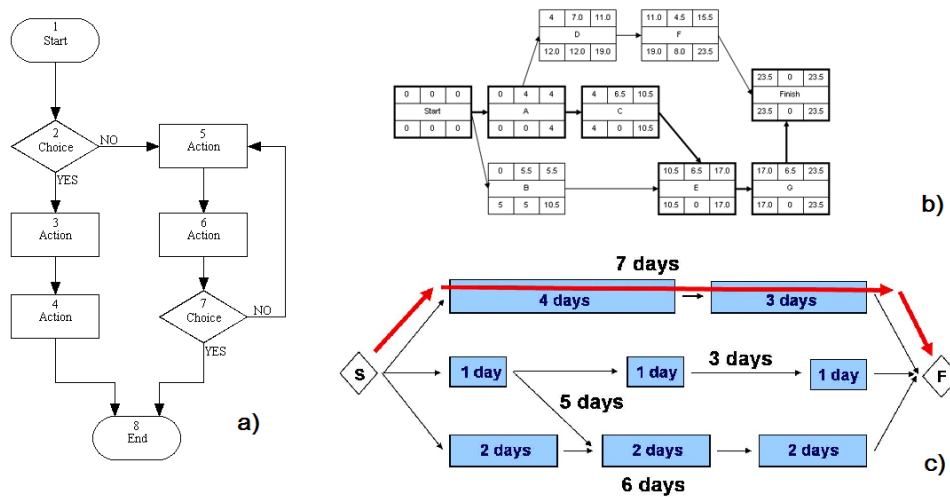 1
Start
2
Choice
NO
YES
5
Action
3
Action
6
Action
4
Action
7
Choice
NO
YES
8
End
a)
4 7.0 11.0
D
12.0 12.0 19.0
11.0 4.5 15.5
F
19.0 8.0 23.5
0 0 0
Start
0 0 0
0 4 4
A
0 0 4
4 6.5 10.5
C
4 0 10.5
23.5 0 23.5
Finish
23.5 0 23.5
0 5.5 5.5
B
5 5 10.5
10.5 6.5 17.0
E
10.5 0 17.0
17.0 6.5 23.5
G
17.0 0 23.5
b)
7 days
4 days
3 days
S
1 day
1 day
3 days
1 day
F
5 days
2 days
2 days
2 days
6 days
c)